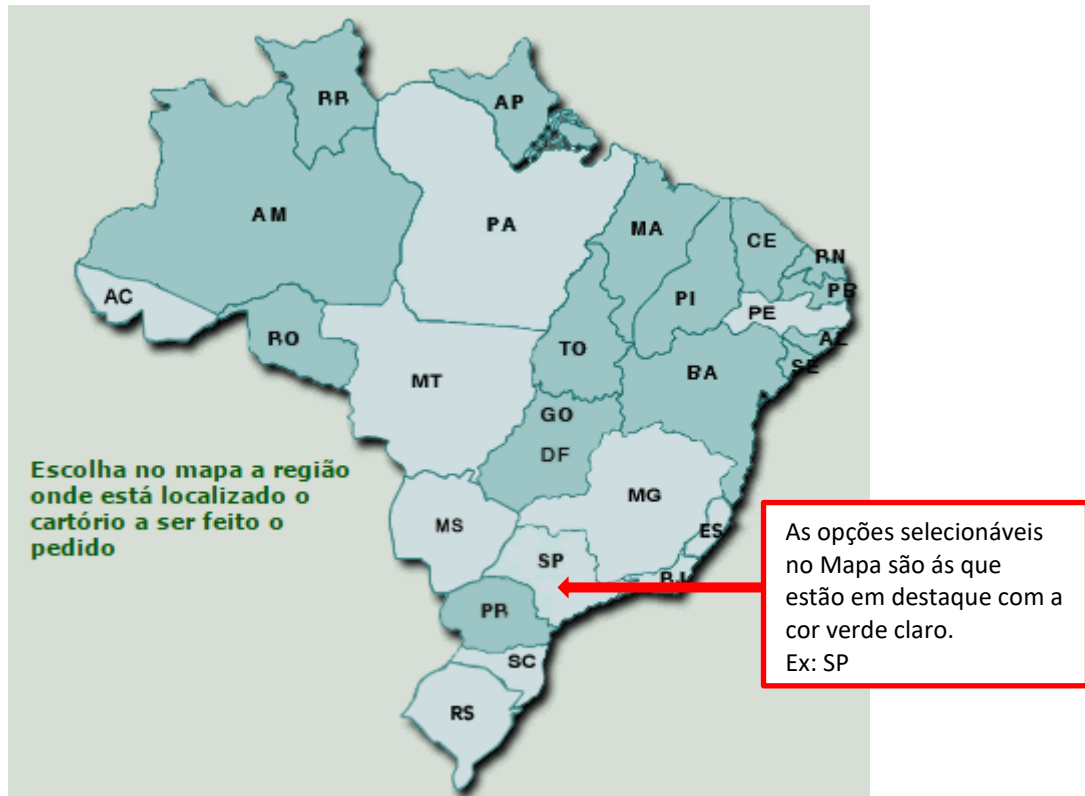 RR
AP
AM
PA
MA
CE
RN
PB
PI
PE
AC
AL
RO
TO
SE
BA
MT
GO
DF
Escolha no mapa a região
onde está localizado o
cartório a ser feito o
pedido
MG
MS
ES
SP
RJ
As opções selecionáveis
no Mapa são ás que
estão em destaque com a
cor verde claro.
Ex: SP
PR
SC
RS